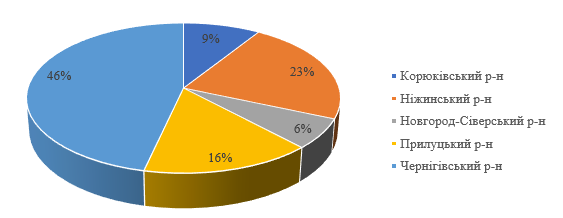 9%
46%
23%
6%
16%
Корюківський р-н
Ніжинський р-н
Новгород-Сіверський р-н
Прилуцький р-н
Чернігівський р-н